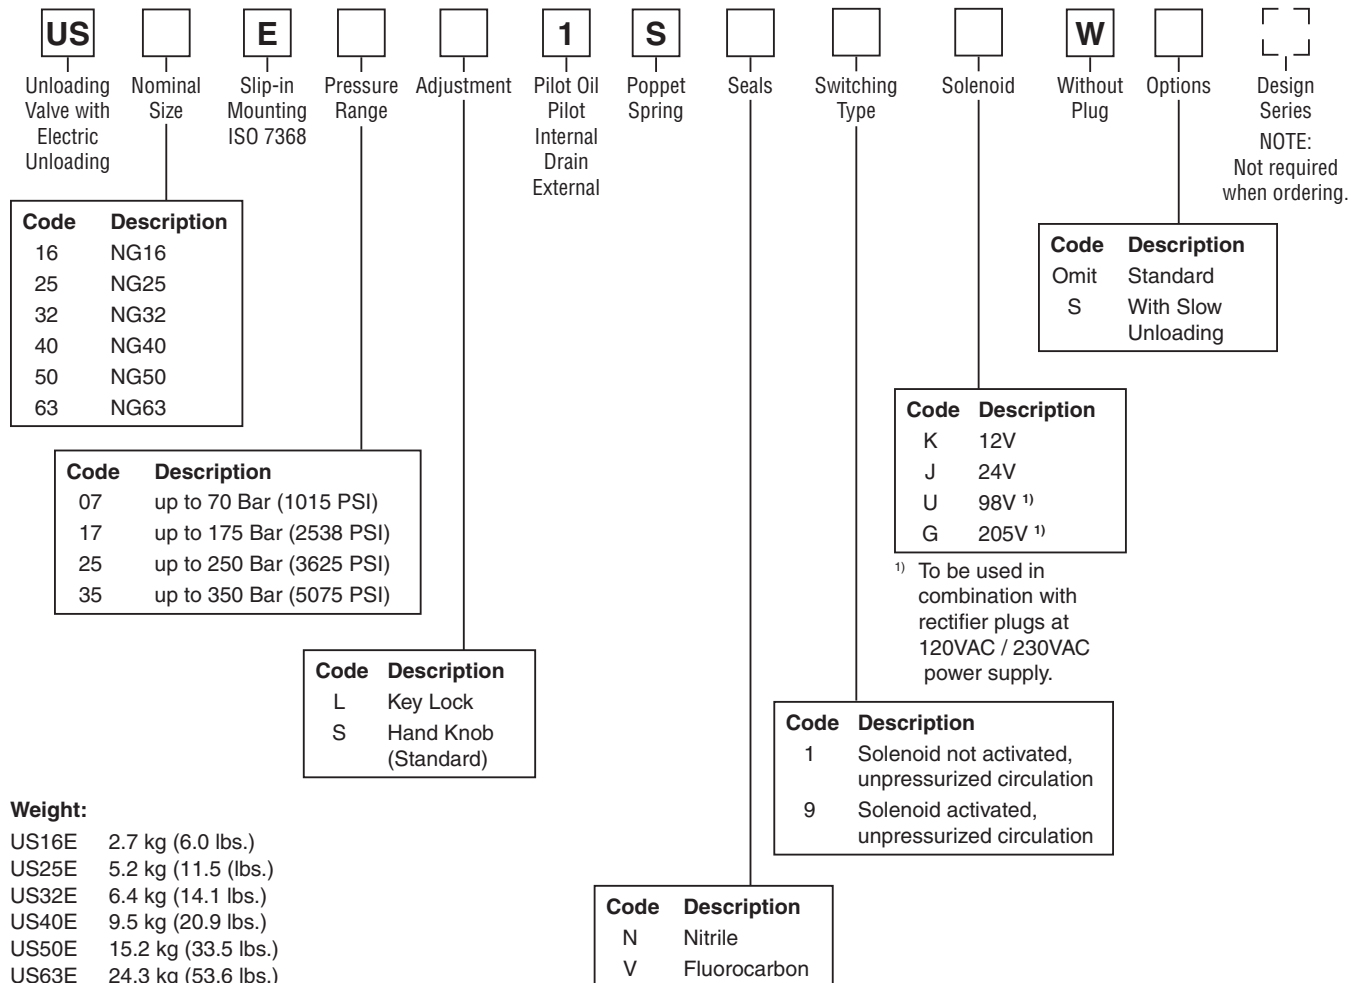 US E 1 S W
Unloading Valve with Electric Unloading
Nominal Size
Slip-in Mounting ISO 7368
Pressure Range
Adjustment
Pilot Oil Pilot Internal Drain External
Poppet Spring
Seals
Switching Type
Solenoid
Without Plug
Options
Design Series
NOTE:
Not required
when ordering.
Code Description
16 NG16
25 NG25
32 NG32
40 NG40
50 NG50
63 NG63
Code Description
Omit Standard
S With Slow
Unloading
Code Description
07 up to 70 Bar (1015 PSI)
17 up to 175 Bar (2538 PSI)
25 up to 250 Bar (3625 PSI)
35 up to 350 Bar (5075 PSI)
Code Description
K 12V
J 24V
U 98V 1)
G 205V 1)
1) To be used in
combination with
rectifier plugs at
120VAC / 230VAC
power supply.
Code Description
L Key Lock
S Hand Knob
(Standard)
Code Description
1 Solenoid not activated,
unpressurized circulation
9 Solenoid activated,
unpressurized circulation
Weight:
US16E 2.7 kg (6.0 lbs.)
US25E 5.2 kg (11.5 (lbs.)
US32E 6.4 kg (14.1 lbs.)
US40E 9.5 kg (20.9 lbs.)
US50E 15.2 kg (33.5 lbs.)
US63E 24.3 kg (53.6 lbs.)
Code Description
N Nitrile
V Fluorocarbon